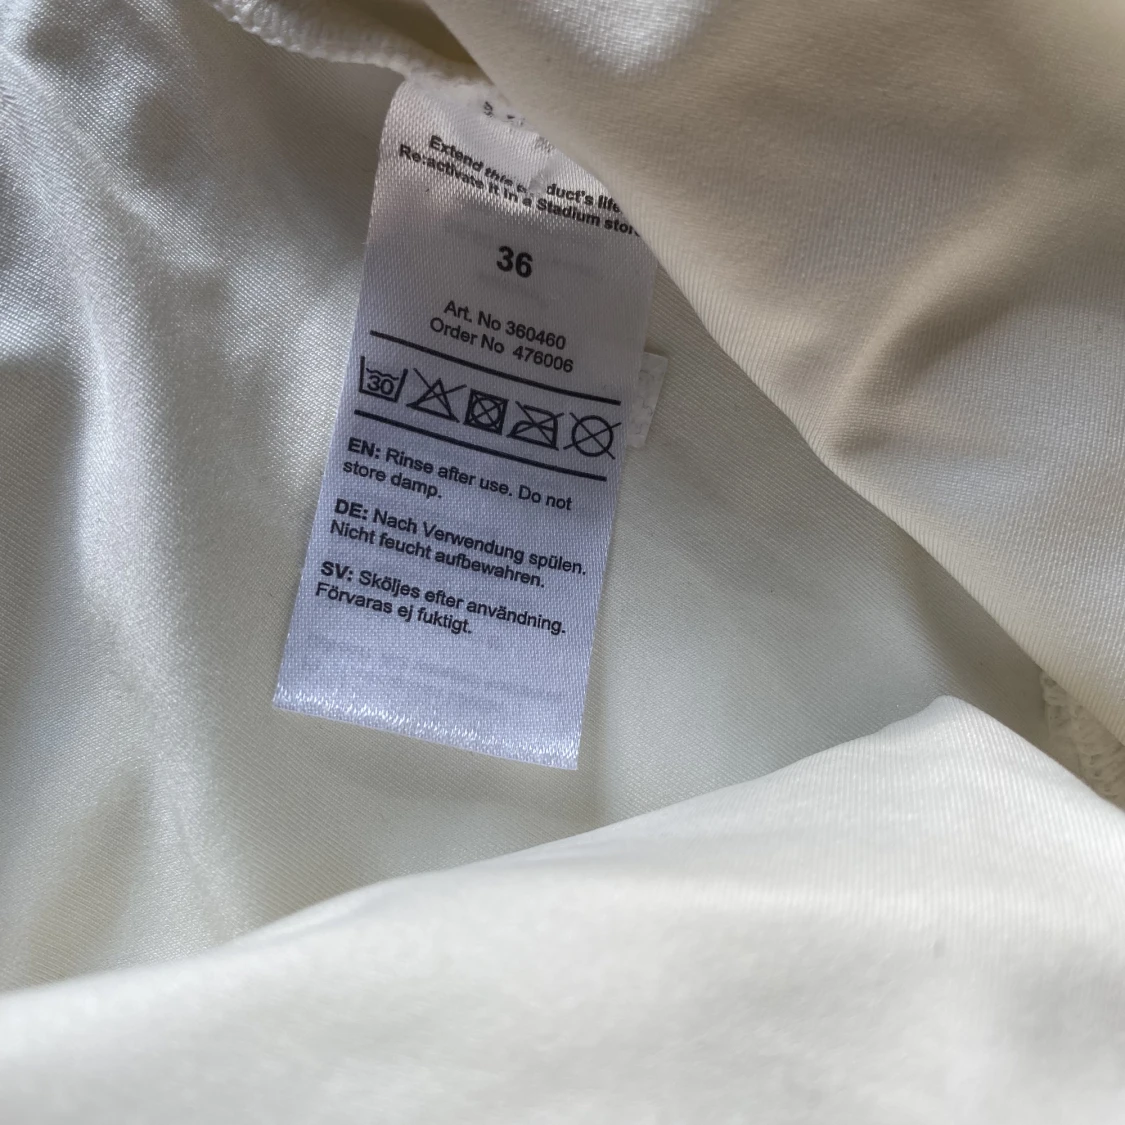 Extend this duct's life
Re:activate it in a Stadium stor
36
Art. No 360460
Order No 476006
30
EN: Rinse after use. Do not
store damp.
DE: Nach Verwendung spülen.
Nicht feucht aufbewahren.
SV: Sköljes efter användning.
Förvaras ej fuktigt.